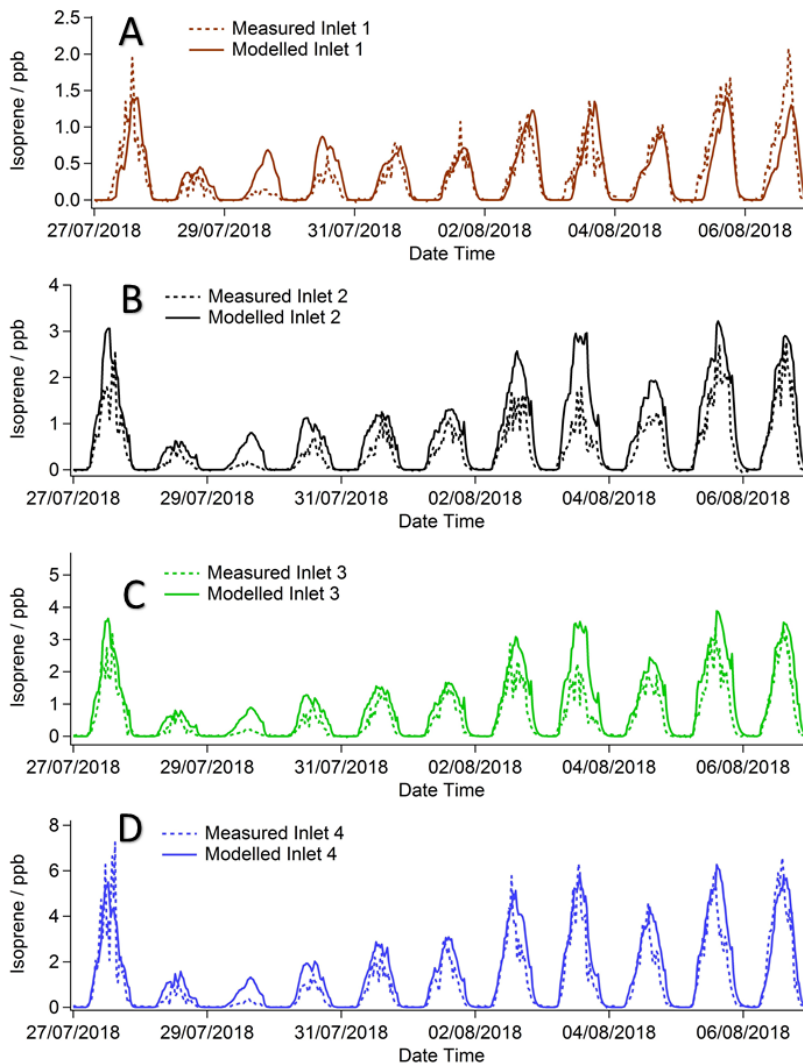 A
Measured Inlet 1
Modelled Inlet 1
Isoprene / ppb
2.5
2.0
1.5
1.0
0.5
0.0
27/07/2018 29/07/2018 31/07/2018 02/08/2018 04/08/2018 06/08/2018
Date Time
B
Measured Inlet 2
Modelled Inlet 2
Isoprene / ppb
4
3
2
1
0
27/07/2018 29/07/2018 31/07/2018 02/08/2018 04/08/2018 06/08/2018
Date Time
C
Measured Inlet 3
Modelled Inlet 3
Isoprene / ppb
5
4
3
2
1
0
27/07/2018 29/07/2018 31/07/2018 02/08/2018 04/08/2018 06/08/2018
Date Time
D
Measured Inlet 4
Modelled Inlet 4
Isoprene / ppb
8
6
4
2
0
27/07/2018 29/07/2018 31/07/2018 02/08/2018 04/08/2018 06/08/2018
Date Time